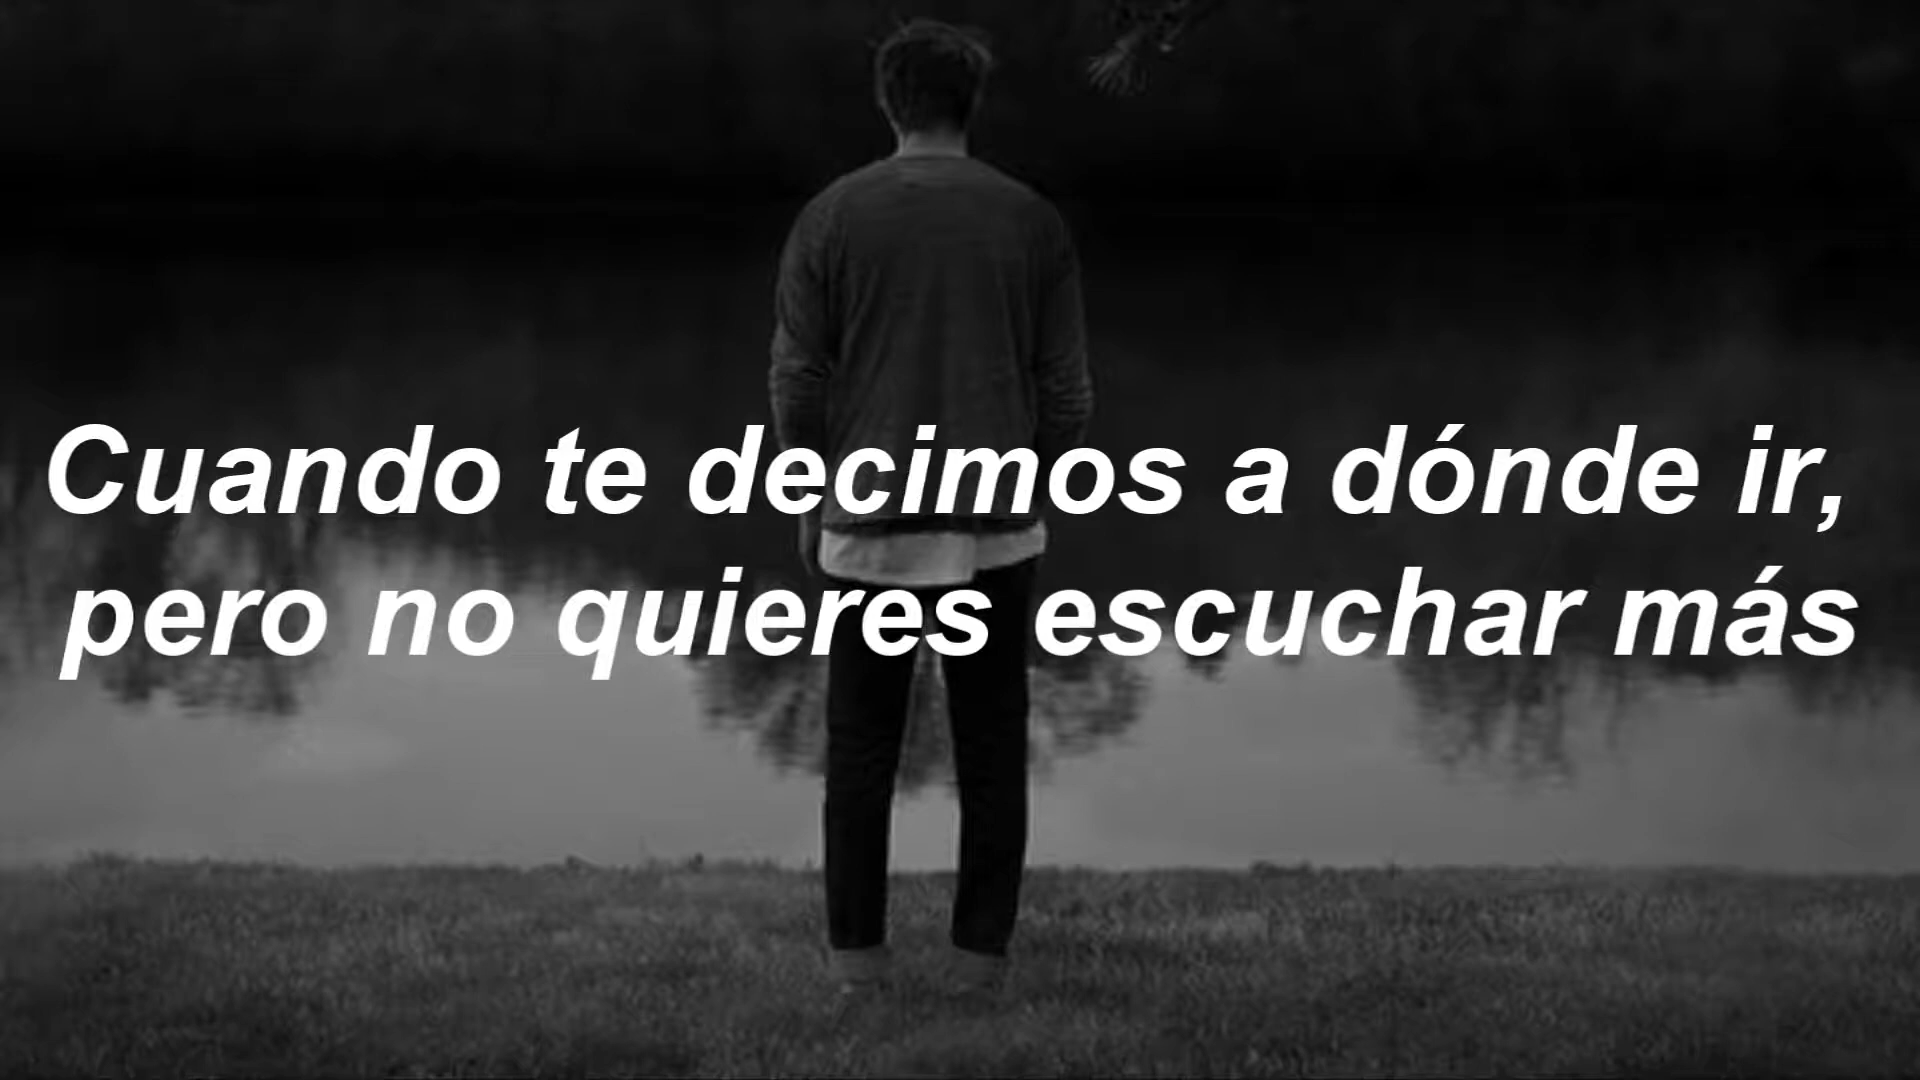 Cuando te decimos a dónde ir,
pero no quieres escuchar más